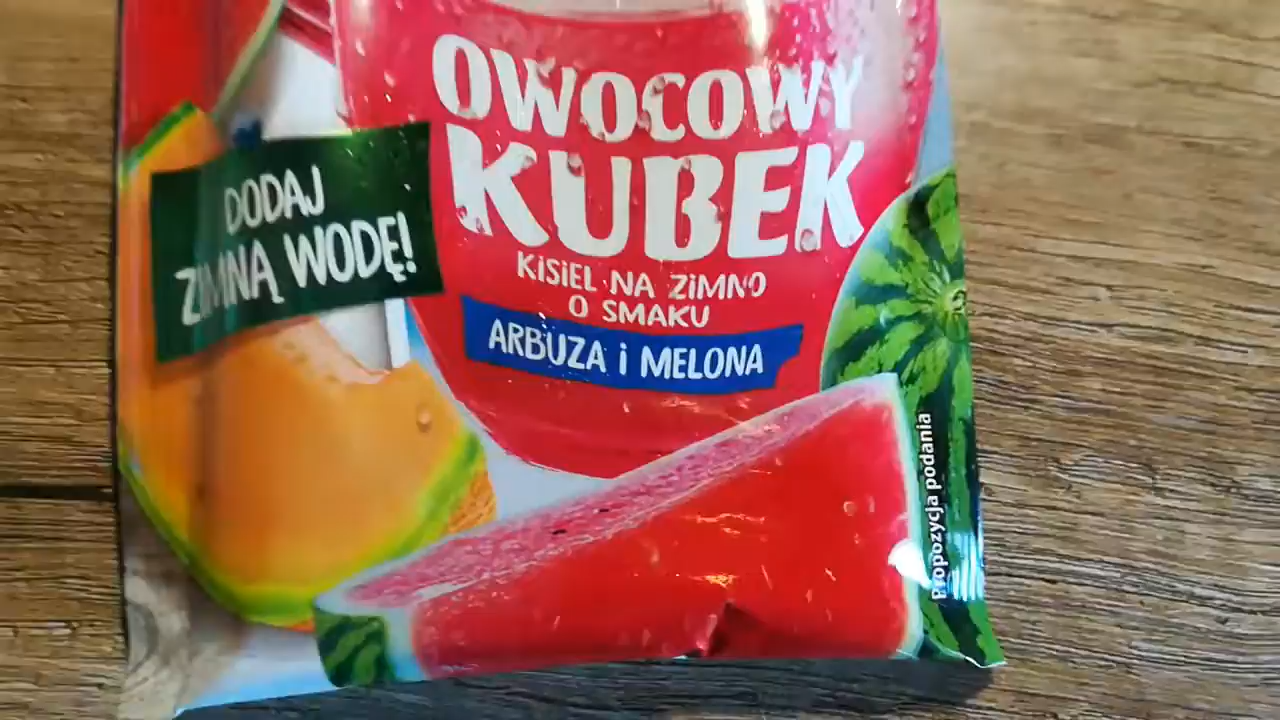 OWOCOWY
KUBEK
KiSiEL NA ZiMNO
O SMAKU
ARBUZA i MELONA
DODAJ
ZIMNĄ WODĘ!
Propozycja podania